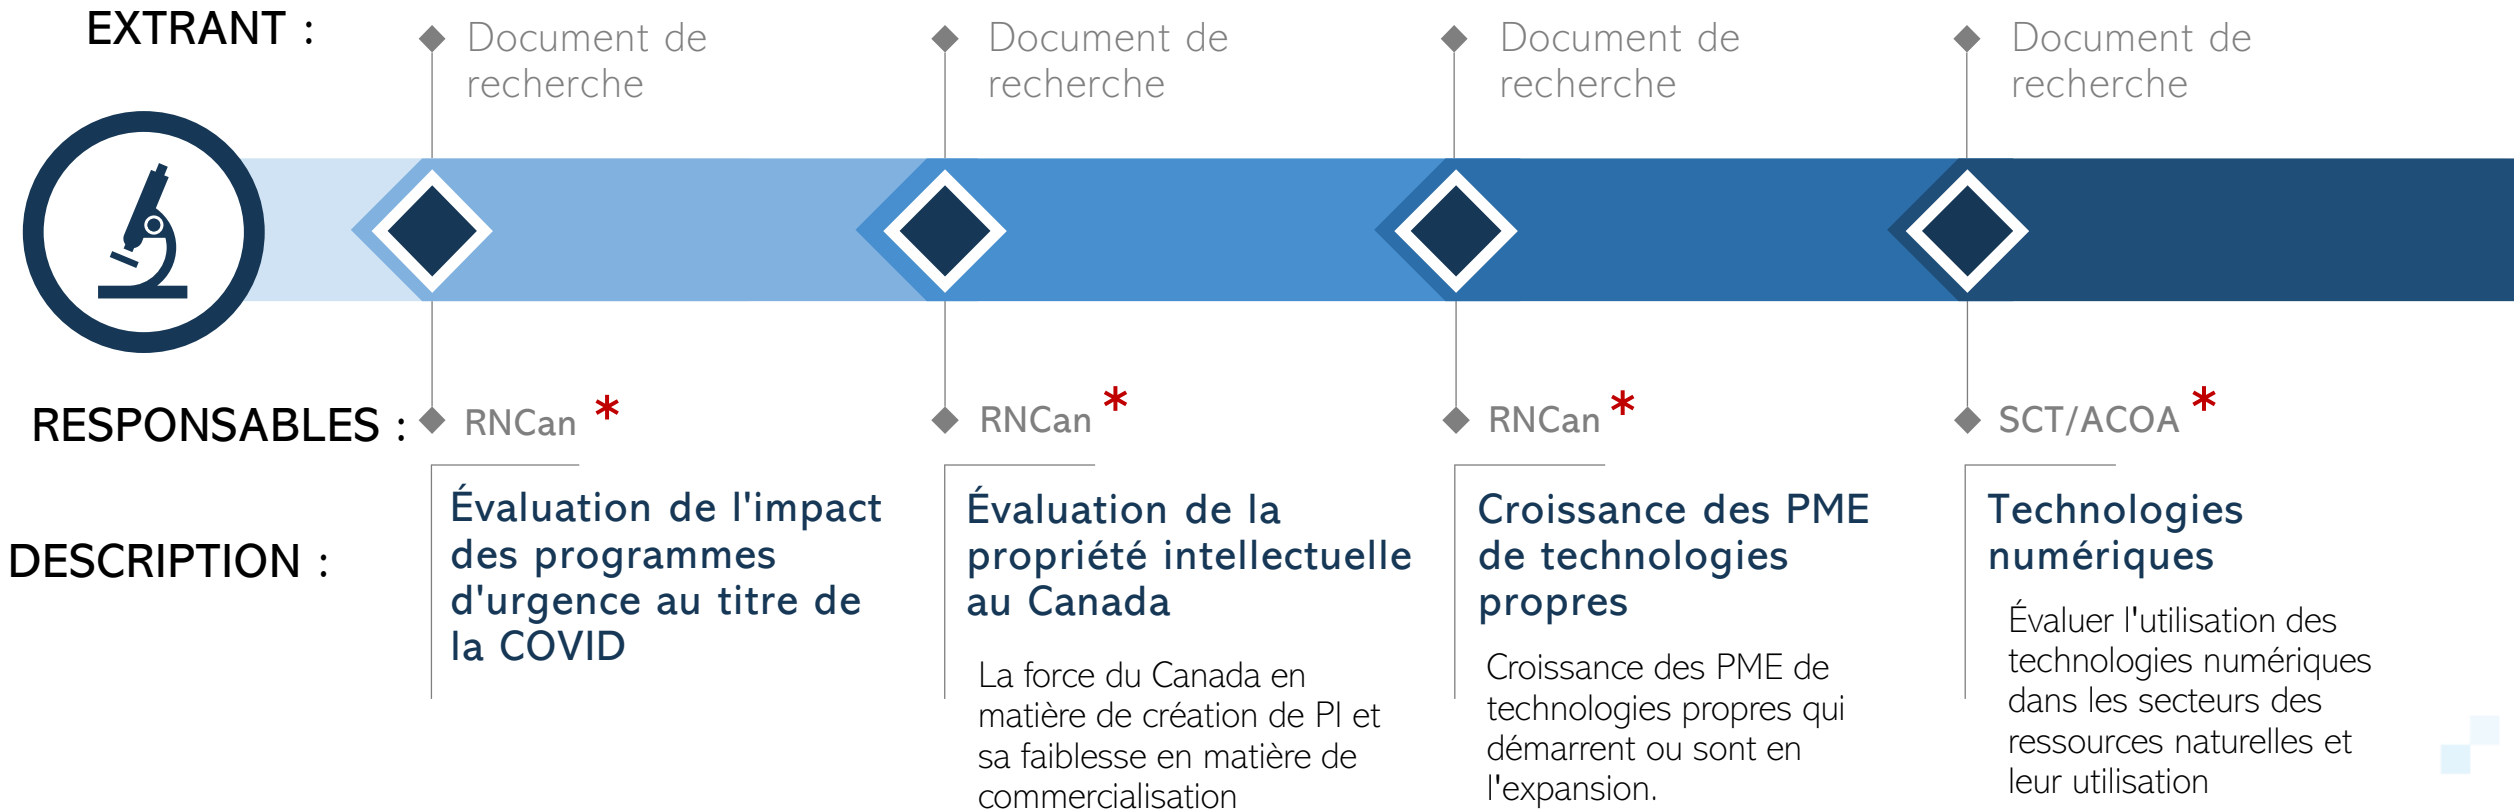 EXTRANT :
Document de
recherche
Document de
recherche
Document de
recherche
Document de
recherche
RESPONSABLES :
RNCan *
RNCan *
RNCan *
SCT/ACOA *
DESCRIPTION :
Évaluation de l'impact
des programmes
d'urgence au titre de
la COVID
Évaluation de la
propriété intellectuelle
au Canada
La force du Canada en
matière de création de PI et
sa faiblesse en matière de
commercialisation
Croissance des PME
de technologies
propres
Croissance des PME de
technologies propres qui
démarrent ou sont en
l'expansion.
Technologies
numériques
Évaluer l'utilisation des
technologies numériques
dans les secteurs des
ressources naturelles et
leur utilisation